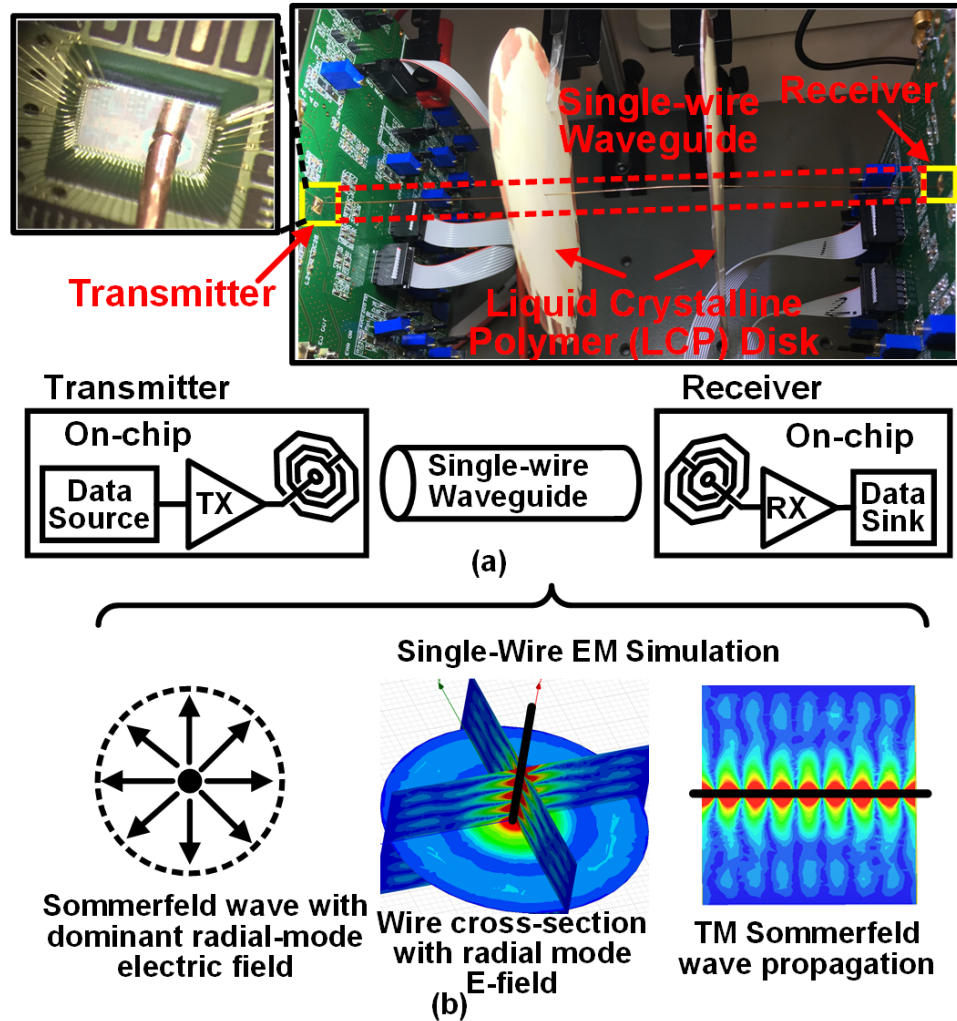 Single-wire
Waveguide
Receiver
Transmitter
Liquid Crystalline
Polymer (LCP) Disk
Transmitter
Receiver
On-chip
On-chip
Data
Source
TX
Single-wire
Waveguide
RX
Data
Sink
(a)
Single-Wire EM Simulation
Sommerfeld wave with
dominant radial-mode
electric field
Wire cross-section
with radial mode
E-field
TM Sommerfeld
wave propagation
(b)